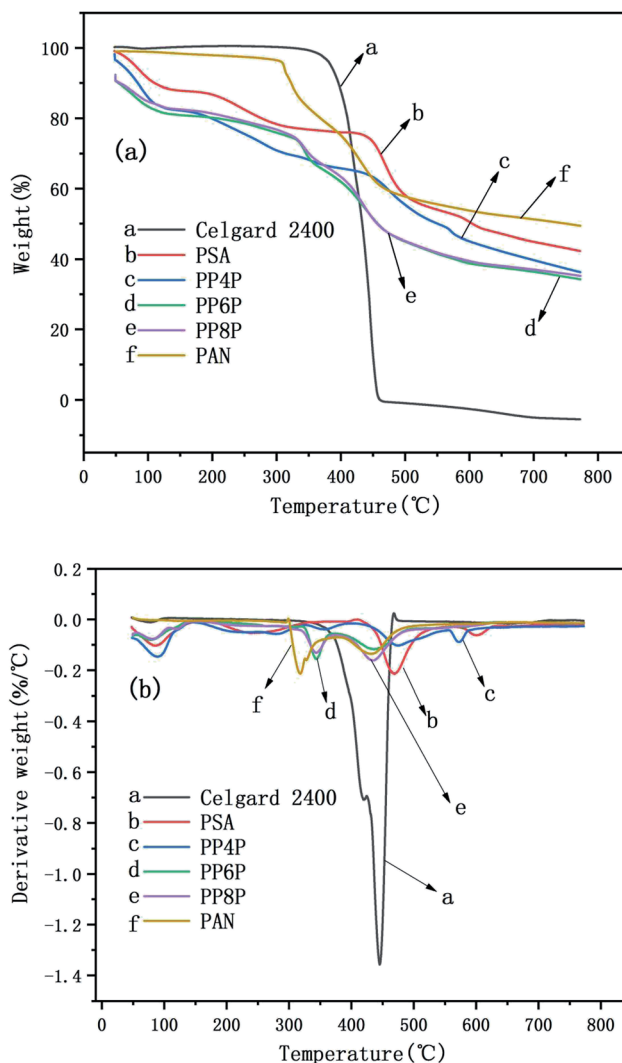 100
80
60
40
20
0
Weight(%)
(a)
a
b
c
f
e
d
a Celgard 2400
b PSA
c PP4P
d PP6P
e PP8P
f PAN
0 100 200 300 400 500 600 700 800
Temperature(℃)
0.2
0.0
-0.2
-0.4
-0.6
-0.8
-1.0
-1.2
-1.4
Derivative weight(%/℃)
(b)
f
d
b
c
e
a
a Celgard 2400
b PSA
c PP4P
d PP6P
e PP8P
f PAN
0 100 200 300 400 500 600 700 800
Temperature(℃)